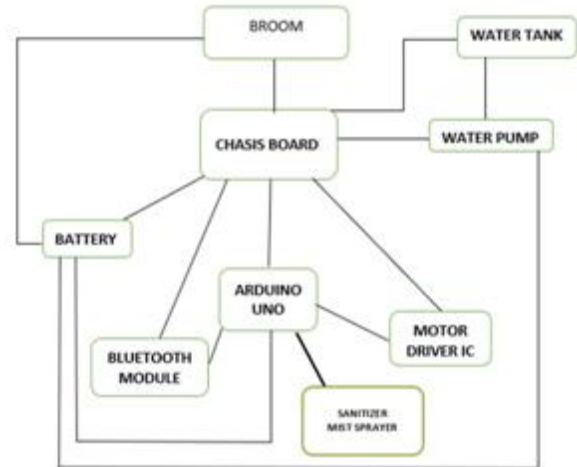 BROOM
WATER TANK
CHASIS BOARD
WATER PUMP
BATTERY
ARDUINO
UNO
MOTOR
DRIVER IC
BLUETOOTH
MODULE
SANITIZER
MIST SPRAYER